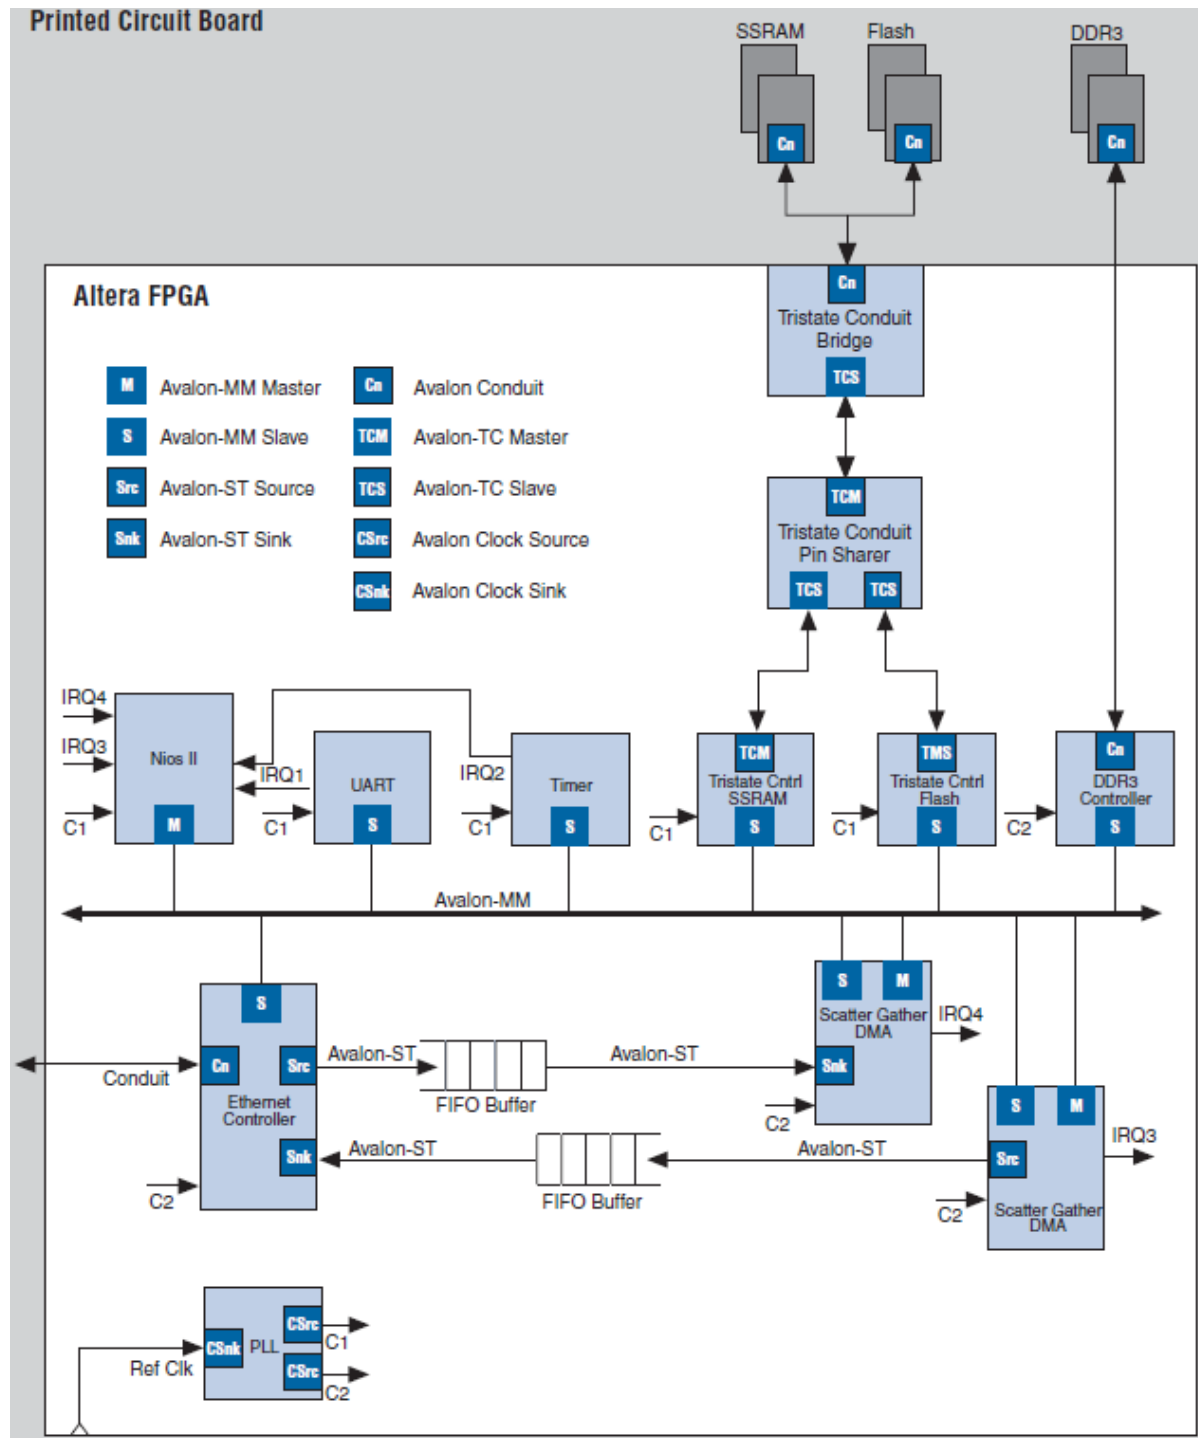 Printed Circuit Board
SSRAM
Flash
DDR3
Cn
Cn
Cn
Altera FPGA
Cn
Tristate Conduit
Bridge
TCS
M Avalon-MM Master
Cn Avalon Conduit
S Avalon-MM Slave
TCM Avalon-TC Master
Src Avalon-ST Source
TCS Avalon-TC Slave
Snk Avalon-ST Sink
CSrc Avalon Clock Source
CSnk Avalon Clock Sink
TCM
Tristate Conduit
Pin Sharer
TCS
TCS
IRQ4
IRQ3
C1
Nios II
M
IRQ1
C1
UART
S
IRQ2
C1
Timer
S
C1
TCM
Tristate Cntrl
SSRAM
S
C1
TMS
Tristate Cntrl
Flash
S
C2
Cn
DDR3
Controller
S
Avalon-MM
S
Conduit
Cn
Src
Ethernet
Controller
Snk
C2
Avalon-ST
FIFO Buffer
Avalon-ST
S
M
Scatter Gather
DMA
Snk
IRQ4
C2
Avalon-ST
FIFO Buffer
Avalon-ST
S
M
Src
IRQ3
C2
Scatter Gather
DMA
Ref Clk
CSnk
PLL
CSrc
C1
CSrc
C2